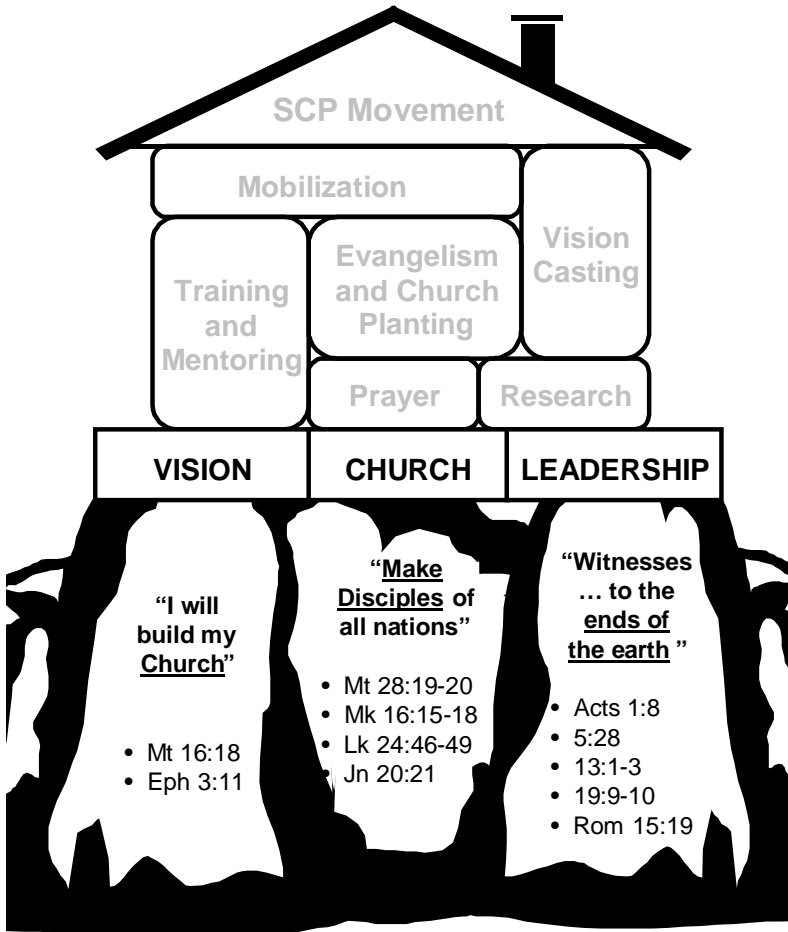 SCP Movement
Mobilization
Vision
Casting
Evangelism
and Church
Planting
Training
and
Mentoring
Prayer
Research
VISION
CHURCH
LEADERSHIP
“I will
build my
Church”
• Mt 16:18
• Eph 3:11
“Make
Disciples of
all nations”
• Mt 28:19-20
• Mk 16:15-18
• Lk 24:46-49
• Jn 20:21
“Witnesses
… to the
ends of
the earth ”
• Acts 1:8
• 5:28
• 13:1-3
• 19:9-10
• Rom 15:19